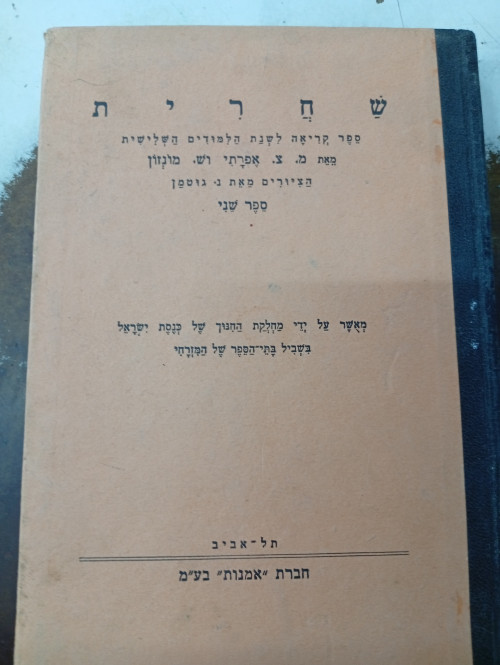 שַׁחֲרִית
סֵפֶר קְרִיאָה לִשְׁנַת הַלִּמּוּדִים הַשְּׁלִישִׁית
מֵאֵת מ. צ. אֶפְרָתִי וש. מוֹנְזוֹן
הַצִּיּוּרִים מֵאֵת נ. גוּטְמַן
סֵפֶר שֵׁנִי
מְאֻשָּׁר עַל יְדֵי מַחְלֶקֶת הַחִנּוּךְ שֶׁל כְּנֶסֶת יִשְׂרָאֵל
בִּשְׁבִיל בָּתֵּי־הַסֵּפֶר שֶׁל הַמִּזְרָחִי
תל־אביב
חברת "אמנות" בע"מ